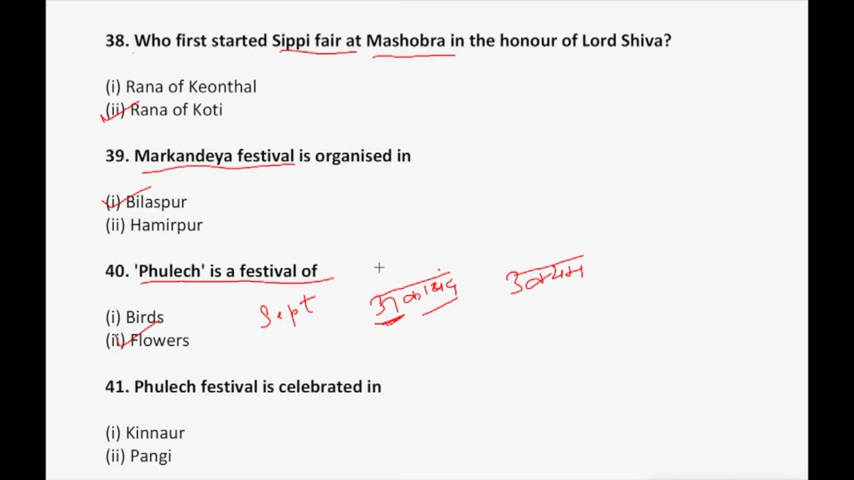 38. Who first started Sippi fair at Mashobra in the honour of Lord Shiva?
(i) Rana of Keonthal
(ii) Rana of Koti
39. Markandeya festival is organised in
(i) Bilaspur
(ii) Hamirpur
40. 'Phulech' is a festival of
(i) Birds
Sept
(ii) Flowers
41. Phulech festival is celebrated in
(i) Kinnaur
(ii) Pangi